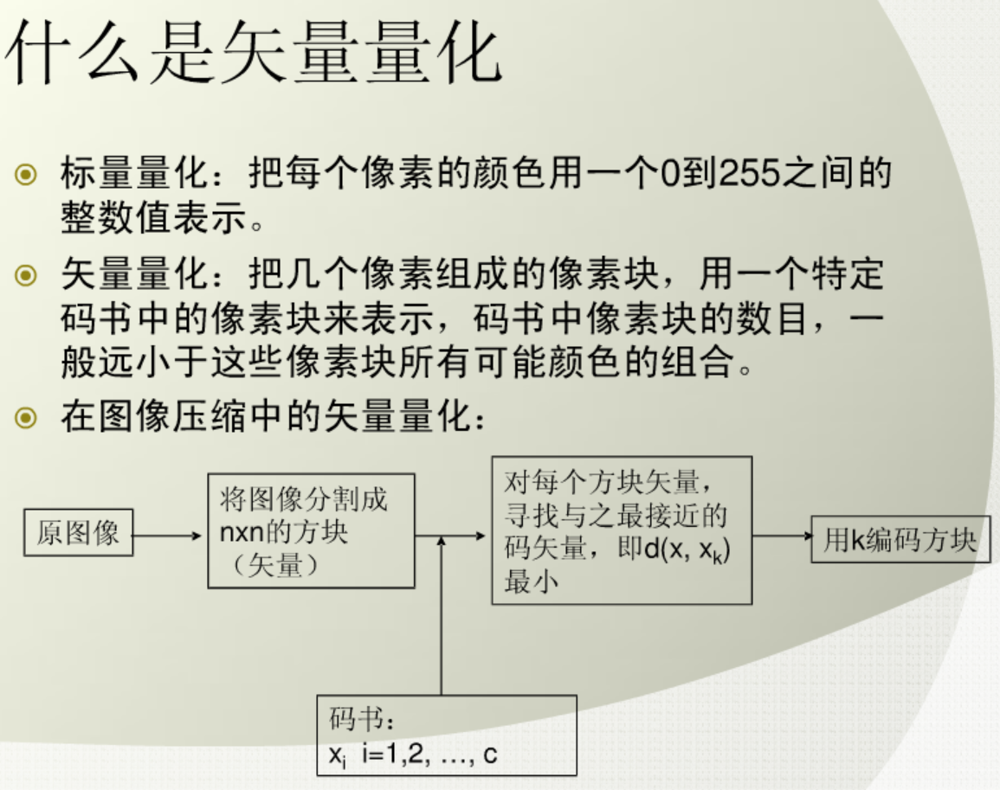 什么是矢量量化
标量量化：把每个像素的颜色用一个0到255之间的
整数值表示。
矢量量化：把几个像素组成的像素块，用一个特定
码书中的像素块来表示，码书中像素块的数目，一
般远小于这些像素块所有可能颜色的组合。
在图像压缩中的矢量量化：
原图像
将图像分割成
nxn的方块
（矢量）
对每个方块矢量，
寻找与之最接近的
码矢量，即d(x, xk)
最小
用k编码方块
码书：
xi i=1,2, …, c